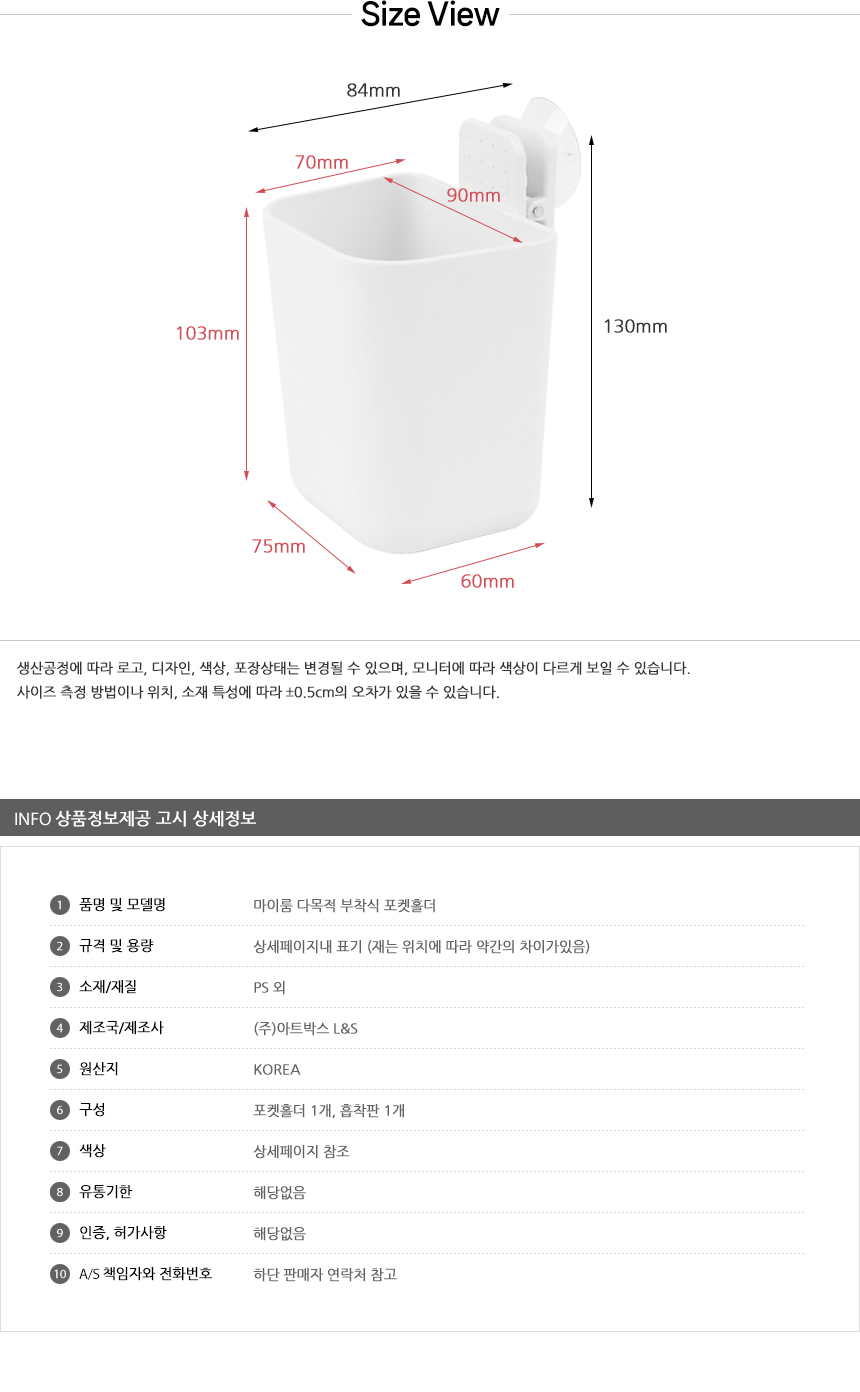 Size View
84mm
70mm
90mm
103mm
130mm
75mm
60mm
생산공정에 따라 로고, 디자인, 색상, 포장상태는 변경될 수 있으며, 모니터에 따라 색상이 다르게 보일 수 있습니다.
사이즈 측정 방법이나 위치, 소재 특성에 따라 ±0.5cm의 오차가 있을 수 있습니다.
INFO 상품정보제공 고시 상세정보
1 품명 및 모델명 마이룸 다목적 부착식 포켓홀더
2 규격 및 용량 상세페이지내 표기 (재는 위치에 따라 약간의 차이가있음)
3 소재/재질 PS 외
4 제조국/제조사 (주)아트박스 L&S
5 원산지 KOREA
6 구성 포켓홀더 1개, 흡착판 1개
7 색상 상세페이지 참조
8 유통기한 해당없음
9 인증, 허가사항 해당없음
10 A/S 책임자와 전화번호 하단 판매자 연락처 참고